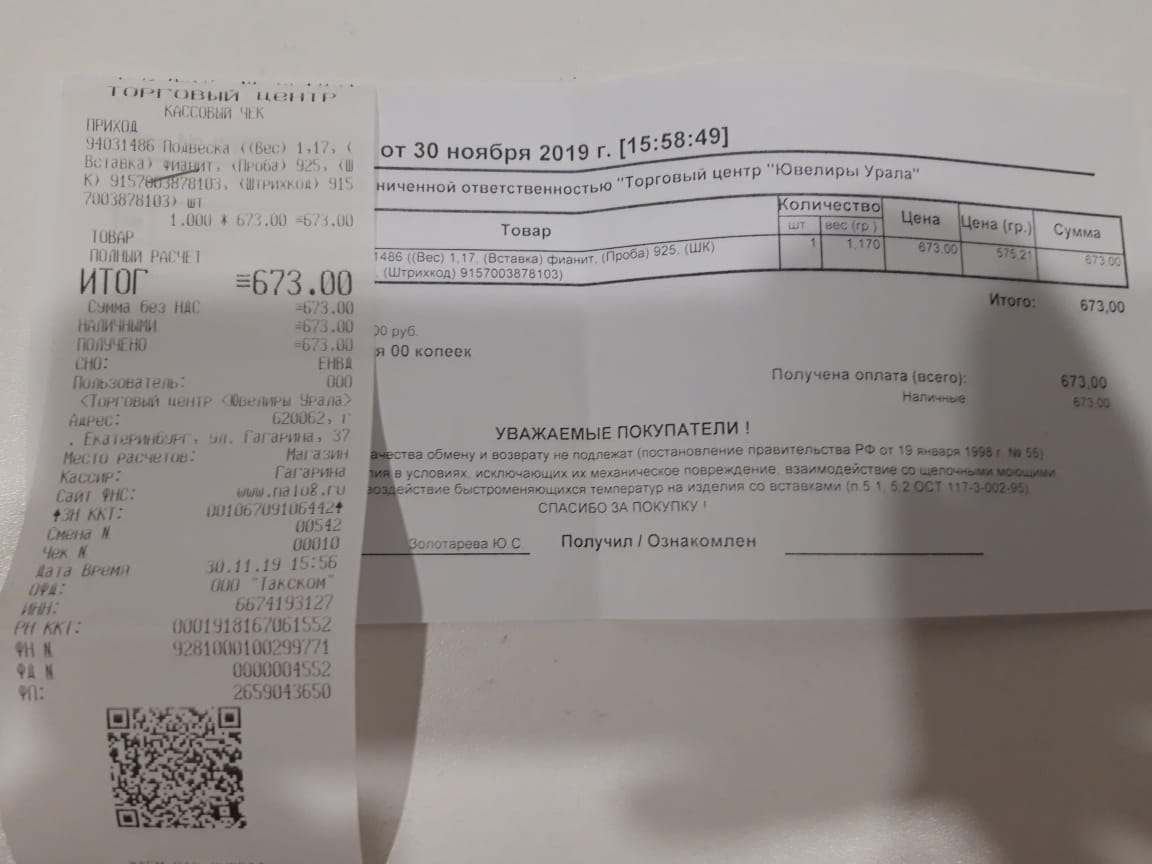 ТОРГОВЫЙ ЦЕНТР
КАССОВЫЙ ЧЕК
ПРИХОД
94031486 Подвеска ((Вес) 1,17, (
Вставка) фианит, (Проба) 925, (Ш
К) 9157003878103, (Штрихкод) 915
7003878103) шт
1.000 * 673.00 =673.00
ТОВАР
ПОЛНЫЙ РАСЧЕТ
ИТОГ =673.00
Сумма без НДС =673.00
НАЛИЧНЫМИ =673.00
ПОЛУЧЕНО =673.00
СНО: ЕНВД
Пользователь: ООО
<Торговый центр <Ювелиры Урала>
Адрес: 620062, г
. Екатеринбург, ул. Гагарина, 37
Место расчетов: Магазин
Кассир: Гагарина
Сайт ФНС: www.nalog.ru
ЗН ККТ: 00106709106442
Смена N 00542
Чек N 00010
Дата Время 30.11.19 15:56
ОФД: ООО "Такском"
ИНН: 6674193127
РН ККТ: 0001918167061552
ФН N 9281000100299771
ФД N 0000004552
ФП: 2659043650
от 30 ноября 2019 г. [15:58:49]
ниченной ответственностью "Торговый центр "Ювелиры Урала"
Товар Количество Цена Цена (гр.) Сумма
шт вес (гр.)
1486 ((Вес) 1,17, (Вставка) фианит, (Проба) 925, (ШК) 1 1,170 673,00 575,21 673,00
, (Штрихкод) 9157003878103)
Итого: 673,00
00 руб.
я 00 копеек
Получена оплата (всего): 673,00
Наличные 673,00
УВАЖАЕМЫЕ ПОКУПАТЕЛИ !
качества обмену и возврату не подлежат (постановление правительства РФ от 19 января 1998 г. № 55)
лия в условиях, исключающих их механическое повреждение, взаимодействие со щелочными моющими
воздействие быстроменяющихся температур на изделия со вставками (п.5.1, 5.2 ОСТ 117-3-002-95)
СПАСИБО ЗА ПОКУПКУ !
Золотарева Ю.С. Получил / Ознакомлен